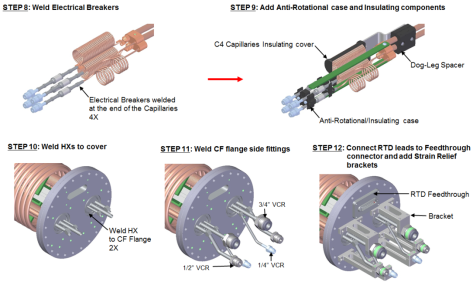 STEP 8: Weld Electrical Breakers
STEP 9: Add Anti-Rotational case and Insulating components
C4 Capillaries Insulating cover
Dog-Leg Spacer
Electrical Breakers welded
at the end of the Capillaries
4X
Anti-Rotational/Insulating case
STEP 10: Weld HXs to cover
STEP 11: Weld CF flange side fittings
STEP 12: Connect RTD leads to Feedthrough
connector and add Strain Relief
brackets
RTD Feedthrough
3/4" VCR
Bracket
Weld HX
to CF Flange
2X
1/2" VCR
1/4" VCR